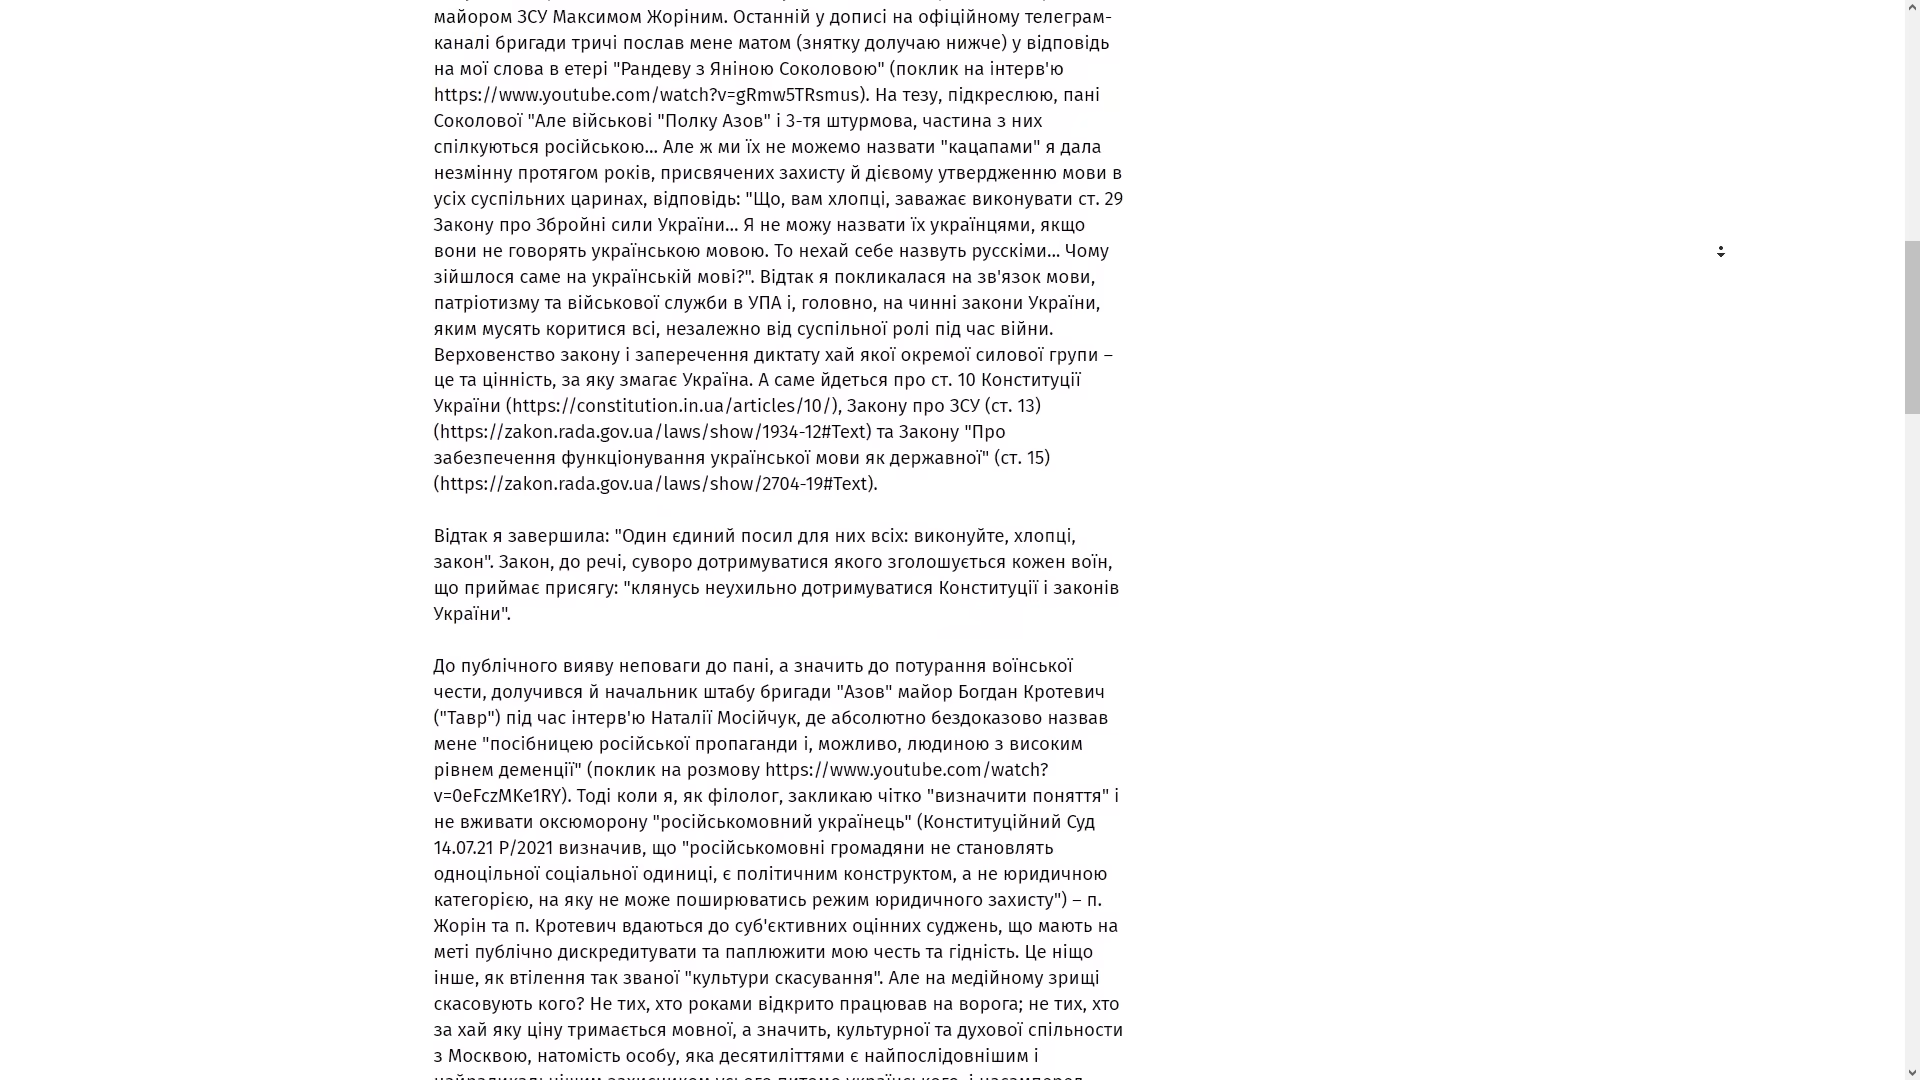 майором ЗСУ Максимом Жоріним. Останній у дописі на офіційному телеграм-
каналі бригади тричі послав мене матом (знятку долучаю нижче) у відповідь
на мої слова в етері "Рандеву з Яніною Соколовою" (поклик на інтерв'ю
https://www.youtube.com/watch?v=gRmw5TRsmus). На тезу, підкреслюю, пані
Соколової "Але військові "Полку Азов" і 3-тя штурмова, частина з них
спілкуються російською... Але ж ми їх не можемо назвати "кацапами" я дала
незмінну протягом років, присвячених захисту й дієвому утвердженню мови в
усіх суспільних царинах, відповідь: "Що, вам хлопці, заважає виконувати ст. 29
Закону про Збройні сили України... Я не можу назвати їх українцями, якщо
вони не говорять українською мовою. То нехай себе назвуть русскіми... Чому
зійшлося саме на українській мові?". Відтак я покликалася на зв'язок мови,
патріотизму та військової служби в УПА і, головно, на чинні закони України,
яким мусять коритися всі, незалежно від суспільної ролі під час війни.
Верховенство закону і заперечення диктату хай якої окремої силової групи –
це та цінність, за яку змагає Україна. А саме йдеться про ст. 10 Конституції
України (https://constitution.in.ua/articles/10/), Закону про ЗСУ (ст. 13)
(https://zakon.rada.gov.ua/laws/show/1934-12#Text) та Закону "Про
забезпечення функціонування української мови як державної" (ст. 15)
(https://zakon.rada.gov.ua/laws/show/2704-19#Text).
Відтак я завершила: "Один єдиний посил для них всіх: виконуйте, хлопці,
закон". Закон, до речі, суворо дотримуватися якого зголошується кожен воїн,
що приймає присягу: "клянусь неухильно дотримуватися Конституції і законів
України".
До публічного вияву неповаги до пані, а значить до потурання воїнської
чести, долучився й начальник штабу бригади "Азов" майор Богдан Кротевич
("Тавр") під час інтерв'ю Наталії Мосійчук, де абсолютно бездоказово назвав
мене "посібницею російської пропаганди і, можливо, людиною з високим
рівнем деменції" (поклик на розмову https://www.youtube.com/watch?
v=0eFczMKe1RY). Тоді коли я, як філолог, закликаю чітко "визначити поняття" і
не вживати оксюморону "російськомовний українець" (Конституційний Суд
14.07.21 Р/2021 визначив, що "російськомовні громадяни не становлять
одноцільної соціальної одиниці, є політичним конструктом, а не юридичною
категорією, на яку не може поширюватись режим юридичного захисту") – п.
Жорін та п. Кротевич вдаються до суб'єктивних оцінних суджень, що мають на
меті публічно дискредитувати та паплюжити мою честь та гідність. Це ніщо
інше, як втілення так званої "культури скасування". Але на медійному зрищі
скасовують кого? Не тих, хто роками відкрито працював на ворога; не тих, хто
за хай яку ціну тримається мовної, а значить, культурної та духової спільности
з Москвою, натомість особу, яка десятиліттями є найпослідовнішим і